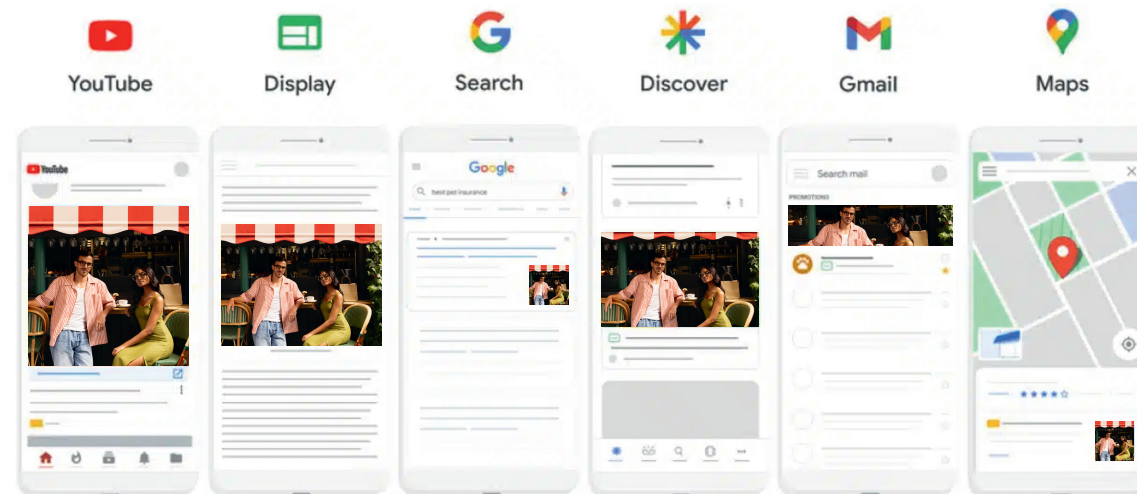 YouTube
Display
Search
Discover
Gmail
Maps
YouTube
Google
best pet insurance
Search mail
PROMOTIONS